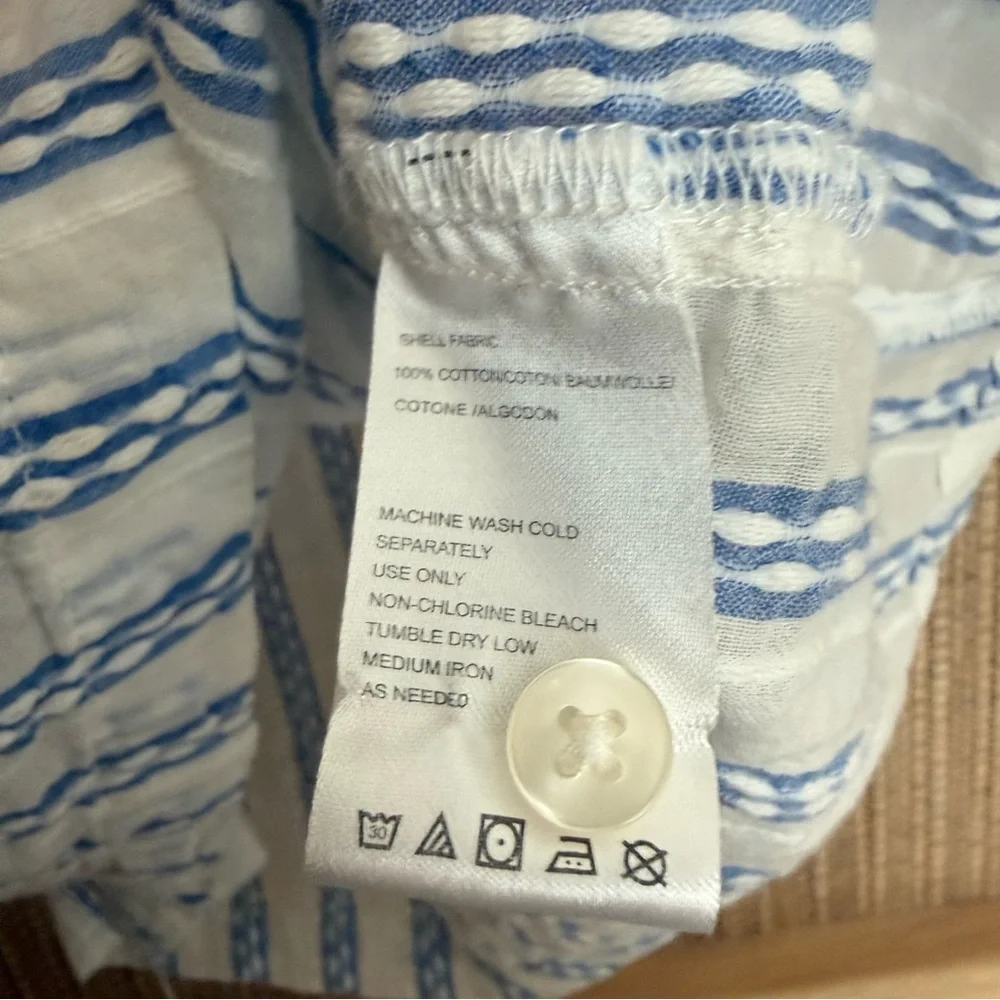 SHELL FABRIC
100% COTTON/COTON/ BAUMWOLLE/
COTONE /ALGODON
MACHINE WASH COLD
SEPARATELY
USE ONLY
NON-CHLORINE BLEACH
TUMBLE DRY LOW
MEDIUM IRON
AS NEEDED
30